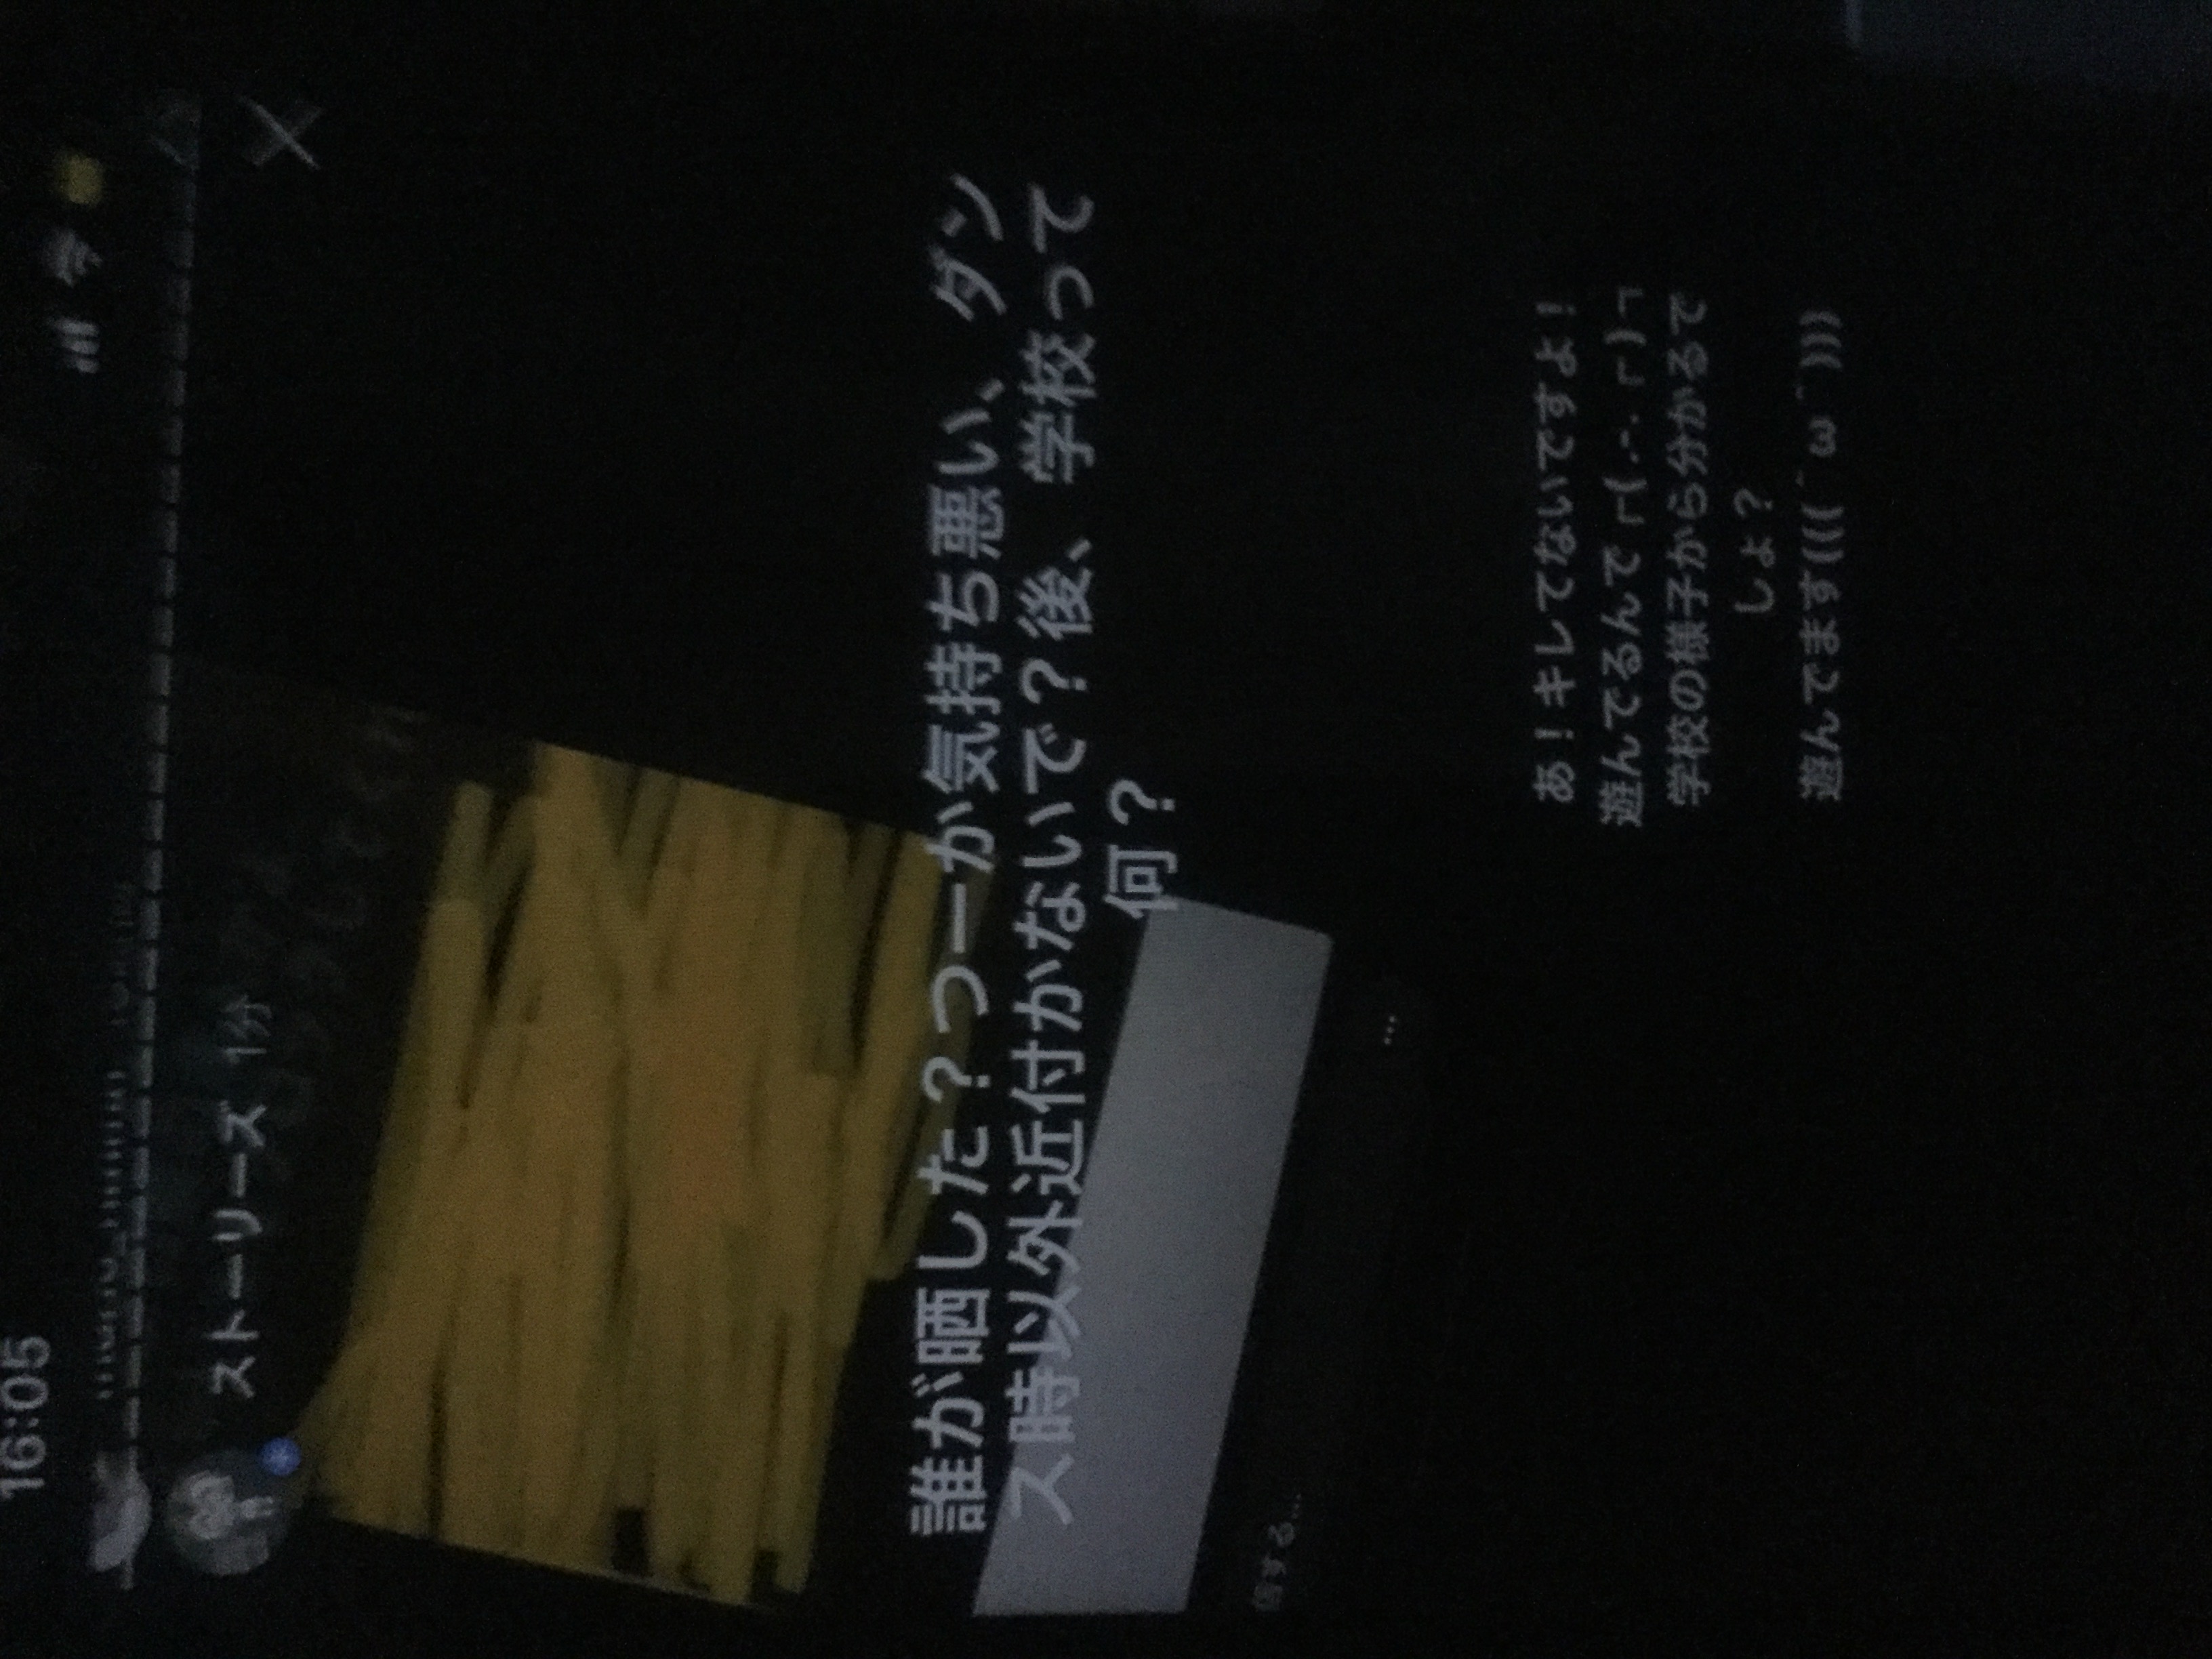 16:05
ストーリーズ 1分
誰が晒した？つーか気持ち悪い、ダン
ス時以外近付かないで？後、学校って
何？
あ！キレてないですよ！
遊んでるんで┌(.-. ┌)┐
学校の様子から分かるで
しょ？
遊んでます(((´ω`)))